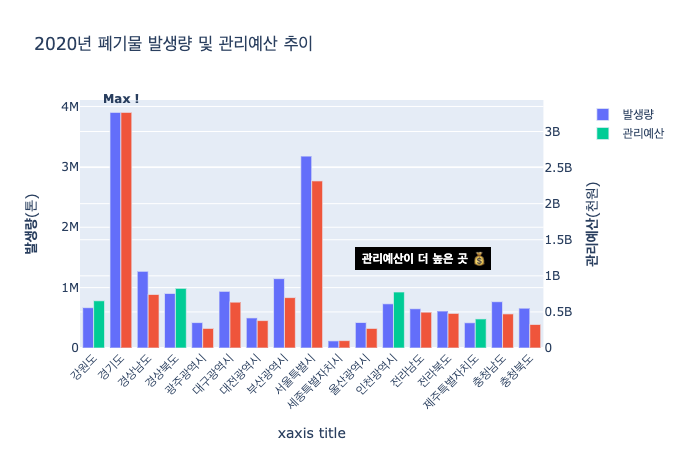 2020년 폐기물 발생량 및 관리예산 추이
Max !
4M
3M
2M
1M
0
발생량(톤)
3B
2.5B
2B
1.5B
1B
0.5B
0
관리예산(천원)
발생량
관리예산
관리예산이 더 높은 곳 💰
강원도
경기도
경상남도
경상북도
광주광역시
대구광역시
대전광역시
부산광역시
서울특별시
세종특별자치시
울산광역시
인천광역시
전라남도
전라북도
제주특별자치도
충청남도
충청북도
xaxis title